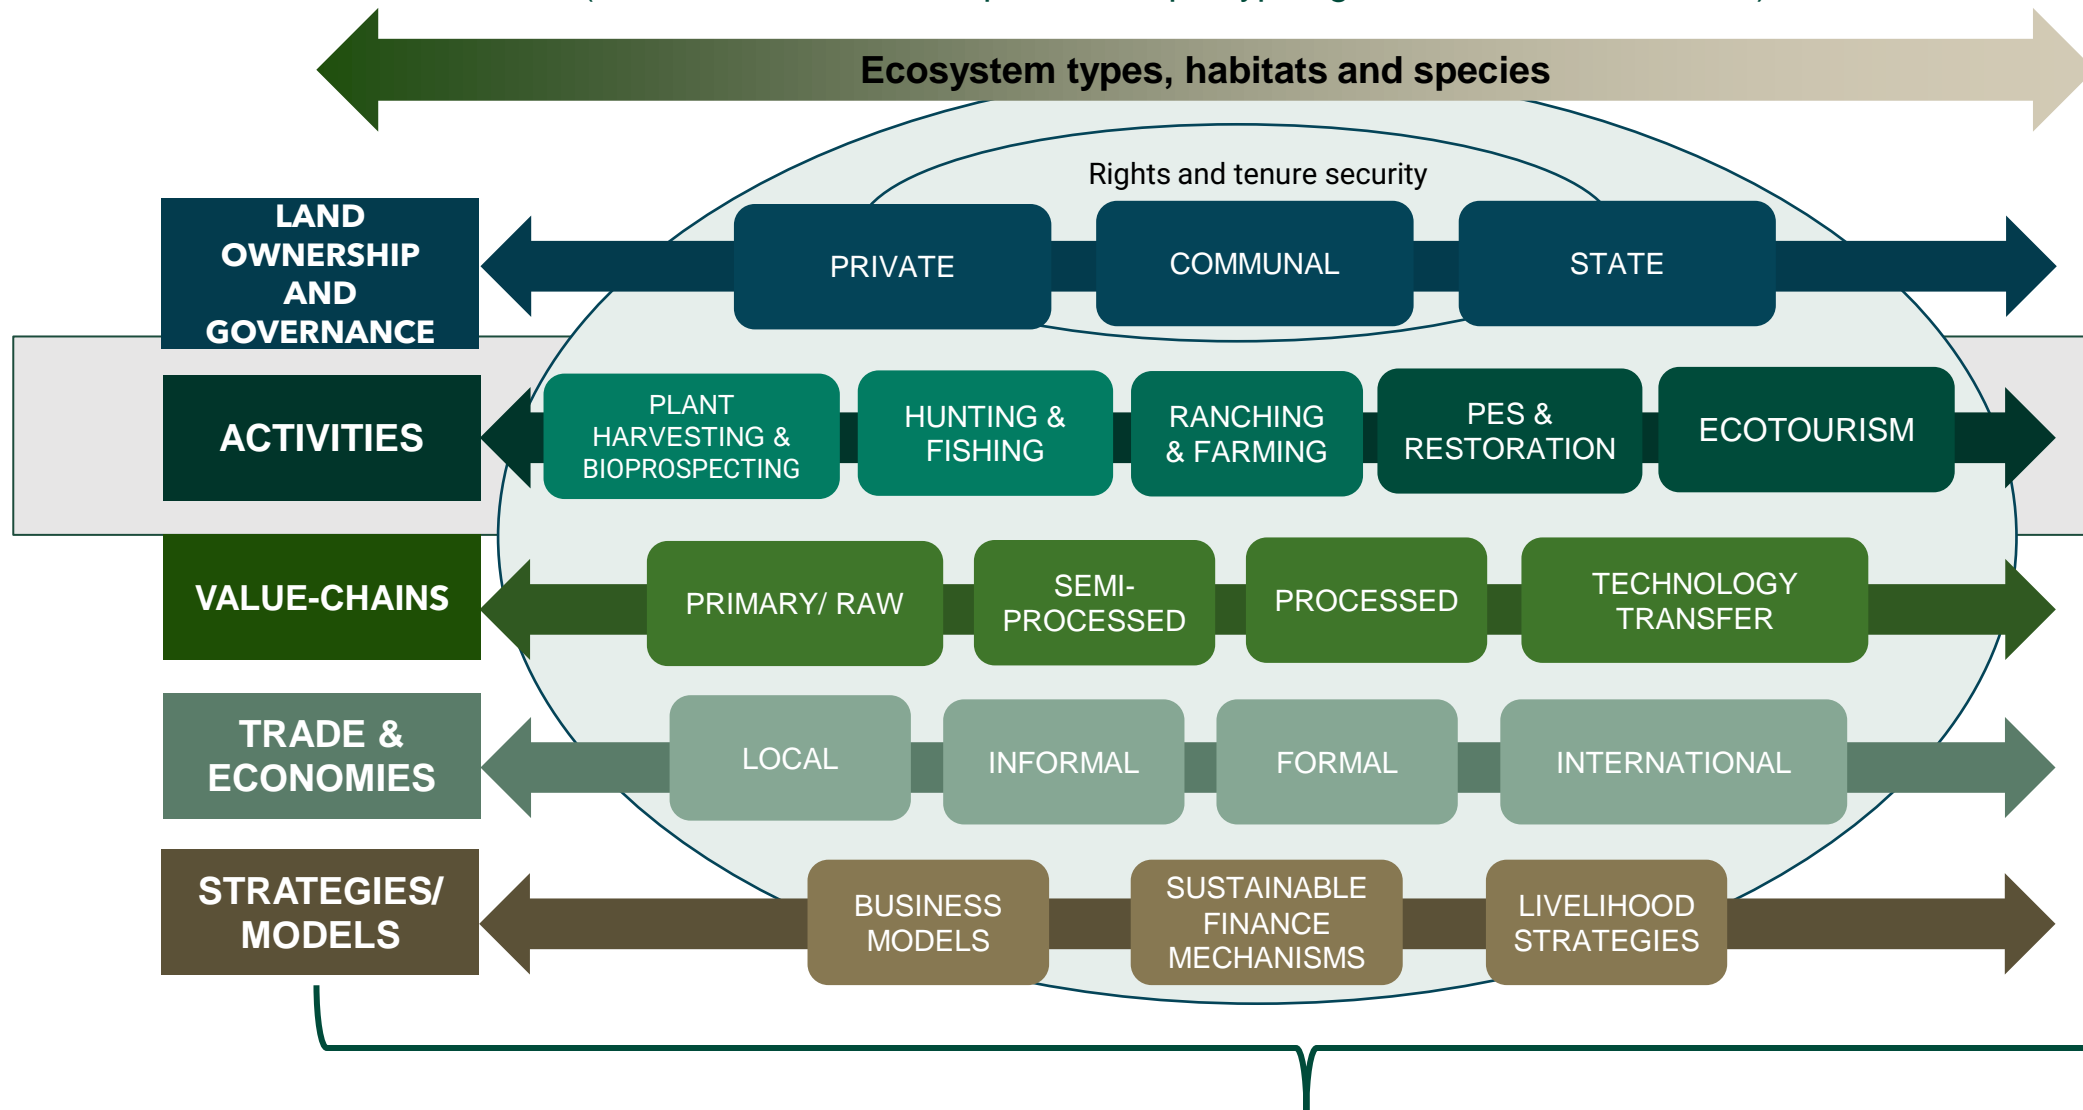 Ecosystem types, habitats and species
Rights and tenure security
LAND
OWNERSHIP
AND
GOVERNANCE
PRIVATE
COMMUNAL
STATE
ACTIVITIES
PLANT
HARVESTING &
BIOPROSPECTING
HUNTING &
FISHING
RANCHING
& FARMING
PES &
RESTORATION
ECOTOURISM
VALUE-CHAINS
PRIMARY/ RAW
SEMI-
PROCESSED
PROCESSED
TECHNOLOGY
TRANSFER
TRADE &
ECONOMIES
LOCAL
INFORMAL
FORMAL
INTERNATIONAL
STRATEGIES/
MODELS
BUSINESS
MODELS
SUSTAINABLE
FINANCE
MECHANISMS
LIVELIHOOD
STRATEGIES